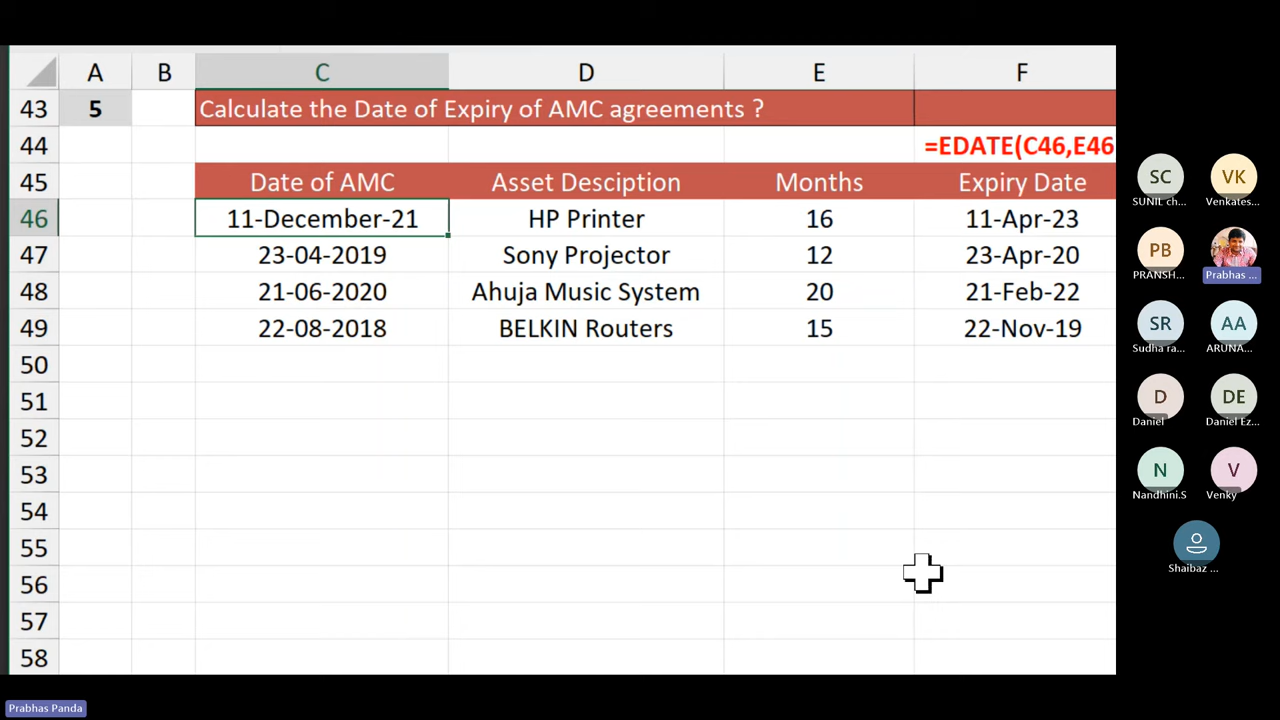 A B C D E F
43 5 Calculate the Date of Expiry of AMC agreements ?
44 =EDATE(C46,E46
45 Date of AMC Asset Desciption Months Expiry Date
46 11-December-21 HP Printer 16 11-Apr-23
47 23-04-2019 Sony Projector 12 23-Apr-20
48 21-06-2020 Ahuja Music System 20 21-Feb-22
49 22-08-2018 BELKIN Routers 15 22-Nov-19
50
51
52
53
54
55
56
57
58
SC VK
SUNIL ch... Venkates...
PB
PRANSH... Prabhas ...
SR AA
Sudha ra... ARUNA...
D DE
Daniel Daniel Ez...
N V
Nandhini.S Venky
Shaibaz ...
Prabhas Panda